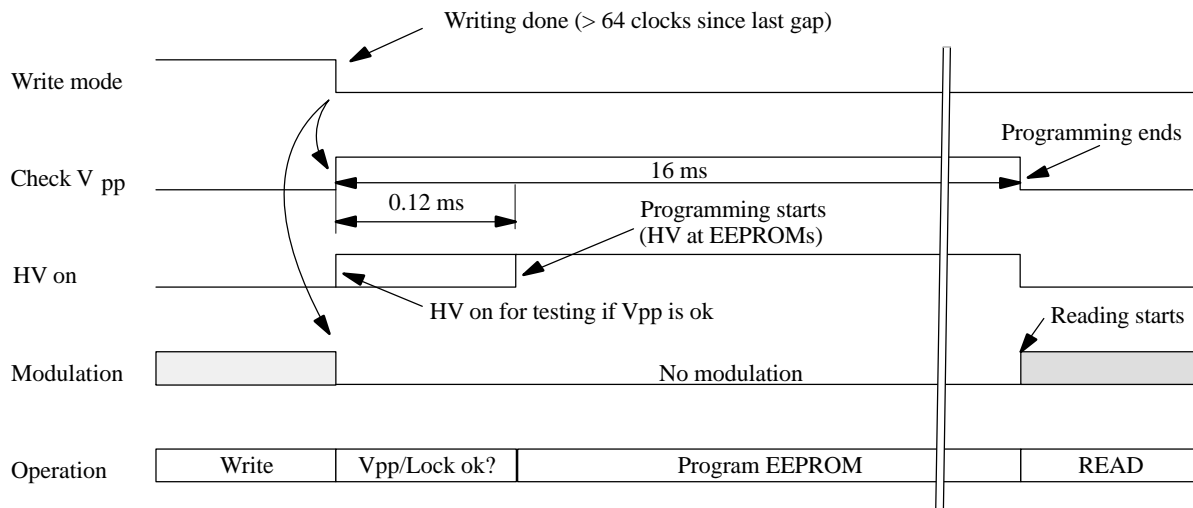 Writing done (> 64 clocks since last gap)
Write mode
Programming ends
Check V pp
16 ms
0.12 ms
Programming starts
(HV at EEPROMs)
HV on
HV on for testing if Vpp is ok
Reading starts
Modulation
No modulation
Operation
Write
Vpp/Lock ok?
Program EEPROM
READ